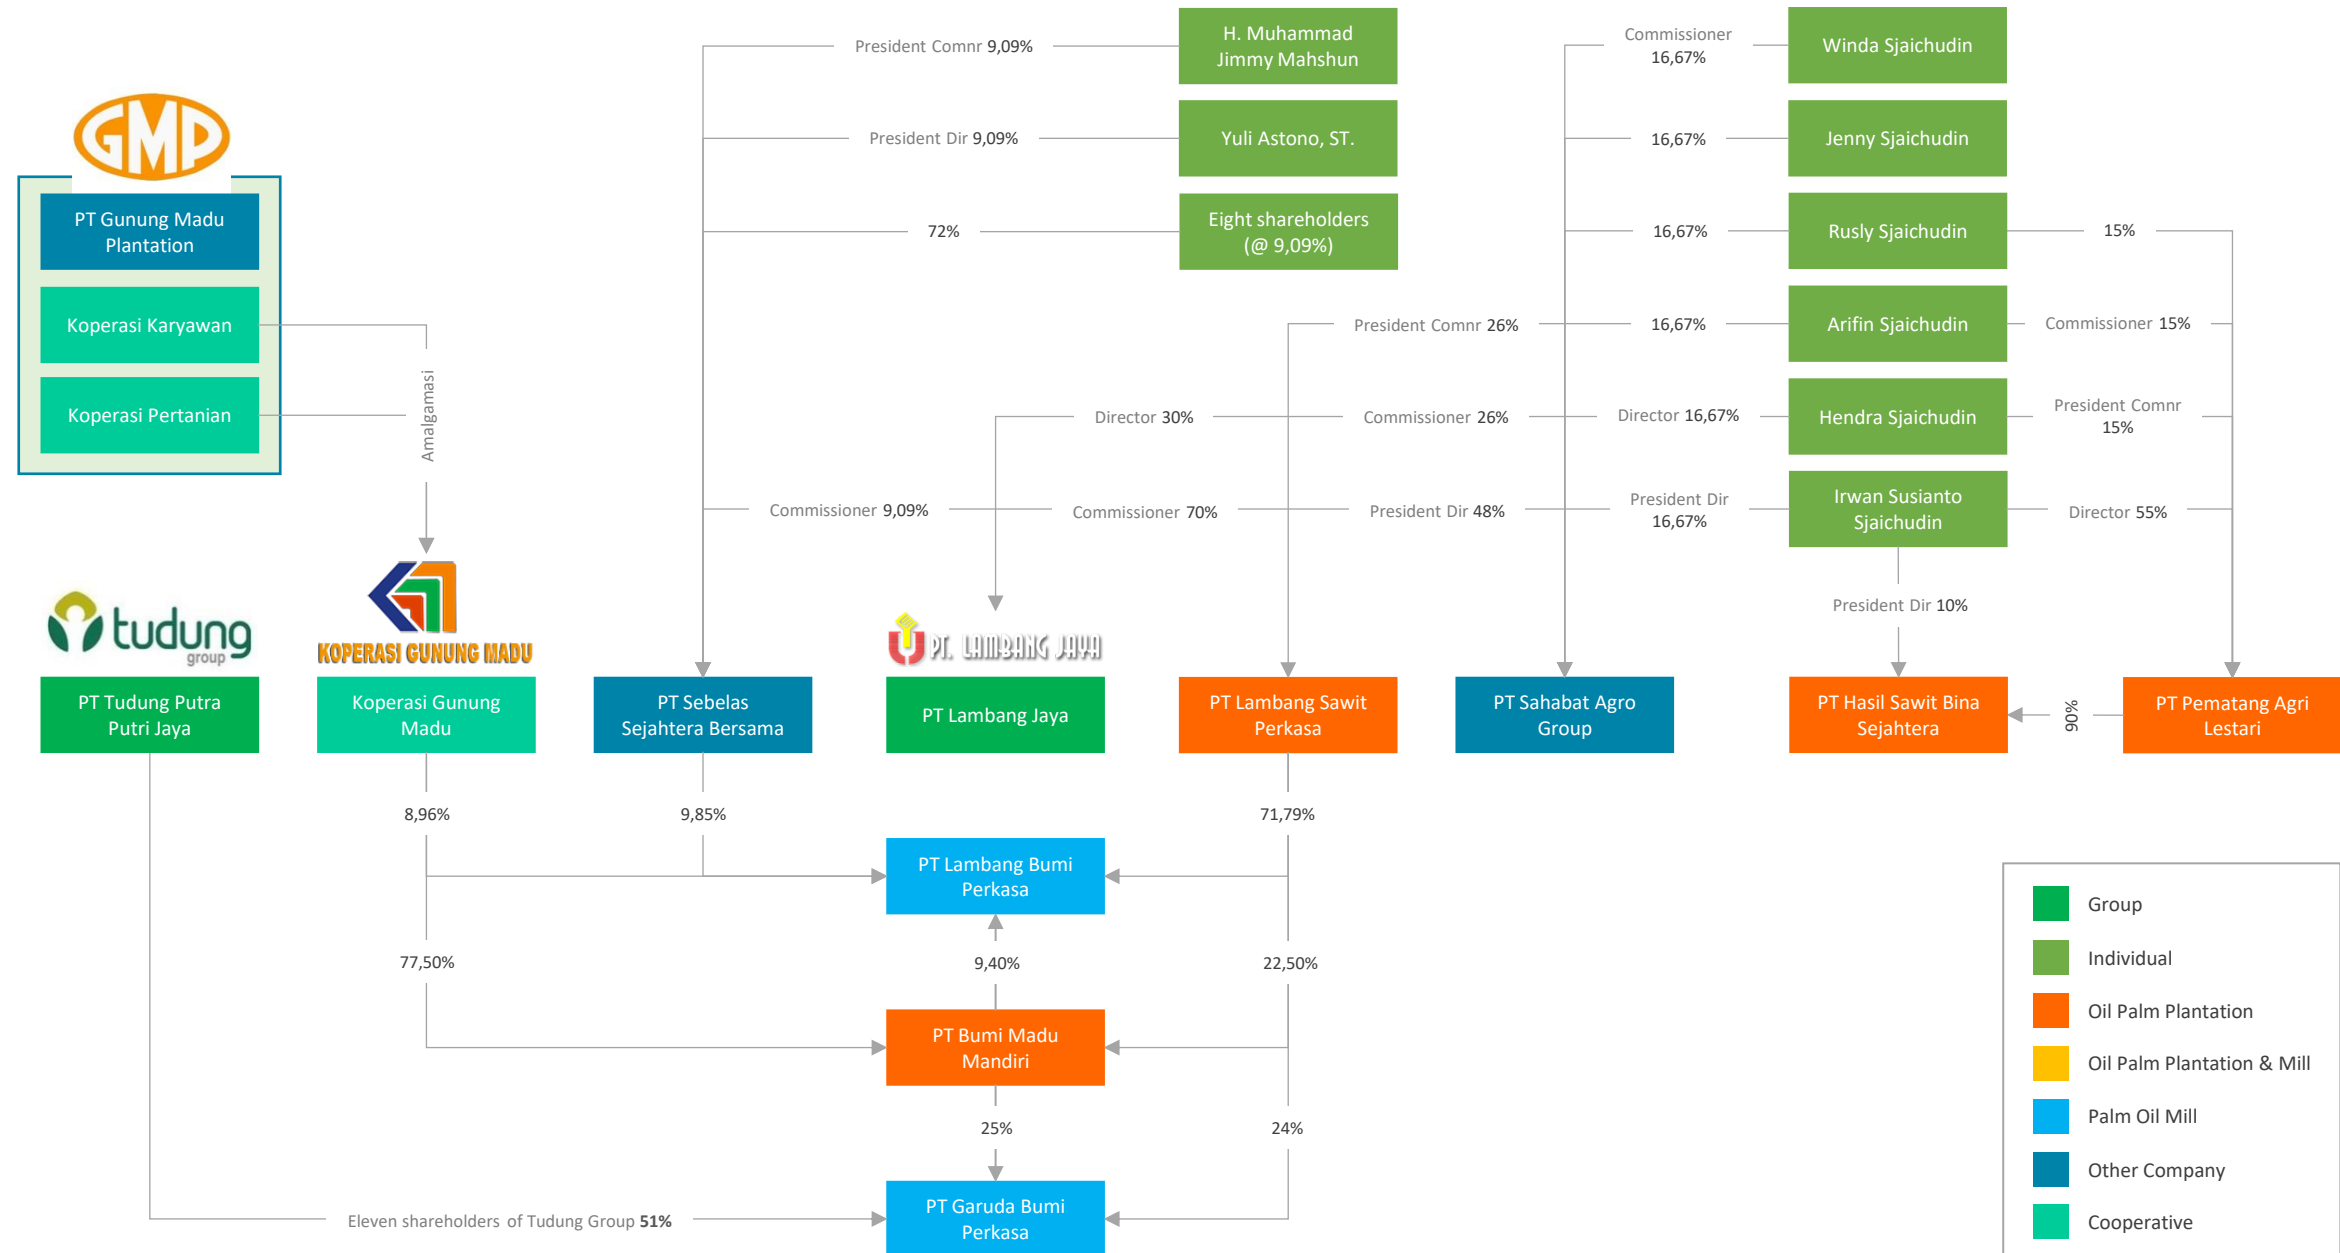 H. Muhammad
Jimmy Mahshun
President Comnr 9,09%
Commissioner
16,67%
Winda Sjaichudin
GMP
President Dir 9,09%
Yuli Astono, ST.
16,67%
Jenny Sjaichudin
PT Gunung Madu
Plantation
72%
Eight shareholders
(@ 9,09%)
16,67%
Rusly Sjaichudin
15%
Koperasi Karyawan
President Comnr 26%
16,67%
Arifin Sjaichudin
Commissioner 15%
Amalgamasi
Koperasi Pertanian
Director 30%
Commissioner 26%
Director 16,67%
Hendra Sjaichudin
President Comnr
15%
Commissioner 9,09%
Commissioner 70%
President Dir 48%
President Dir
16,67%
Irwan Susianto
Sjaichudin
Director 55%
President Dir 10%
tudung
group
KOPERASI GUNUNG MADU
PT. LAMBANG JAYA
PT Tudung Putra
Putri Jaya
Koperasi Gunung
Madu
PT Sebelas
Sejahtera Bersama
PT Lambang Jaya
PT Lambang Sawit
Perkasa
PT Sahabat Agro
Group
PT Hasil Sawit Bina
Sejahtera
90%
PT Pematang Agri
Lestari
8,96%
9,85%
71,79%
PT Lambang Bumi
Perkasa
77,50%
9,40%
22,50%
PT Bumi Madu
Mandiri
25%
24%
Eleven shareholders of Tudung Group 51%
PT Garuda Bumi
Perkasa
Group
Individual
Oil Palm Plantation
Oil Palm Plantation & Mill
Palm Oil Mill
Other Company
Cooperative